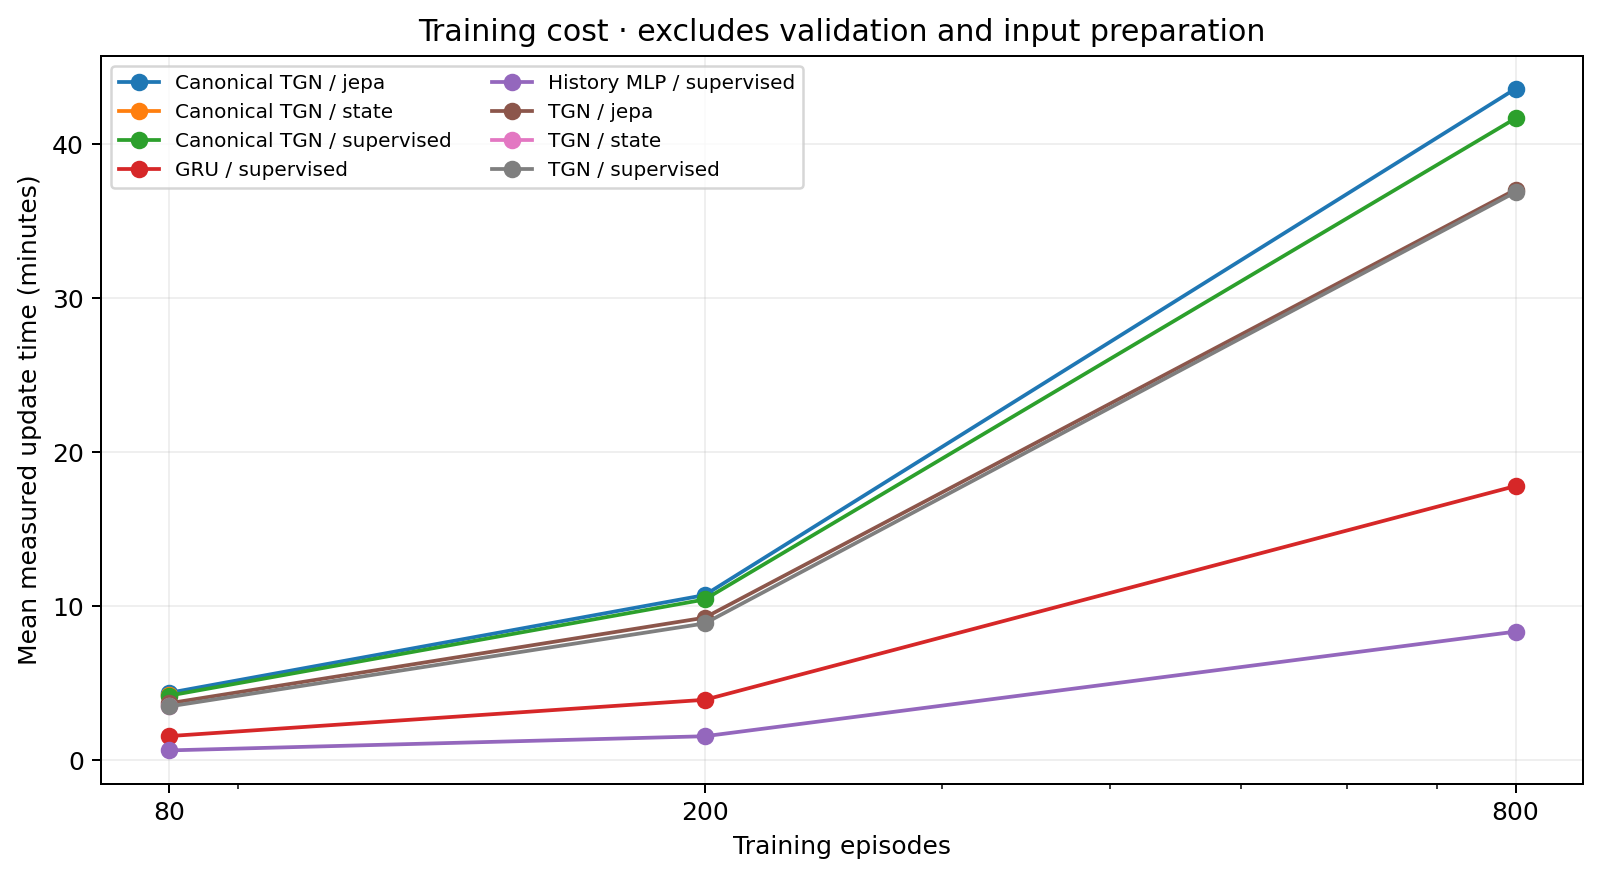 Training cost · excludes validation and input preparation
Canonical TGN / jepa
Canonical TGN / state
Canonical TGN / supervised
GRU / supervised
History MLP / supervised
TGN / jepa
TGN / state
TGN / supervised
Mean measured update time (minutes)
40
30
20
10
0
80
200
800
Training episodes